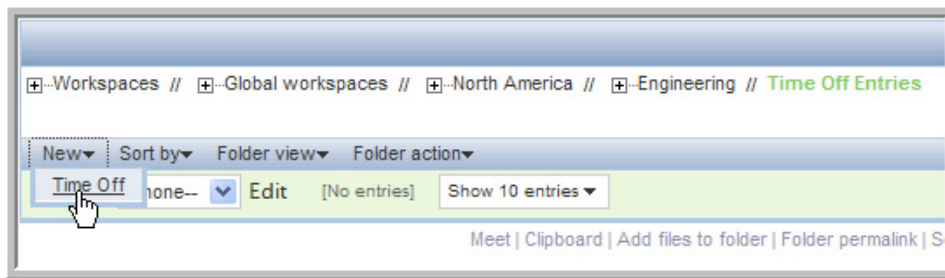 Workspaces // Global workspaces // North America // Engineering // Time Off Entries
New Sort by Folder view Folder action
Time Off
Edit [No entries] Show 10 entries
Meet | Clipboard | Add files to folder | Folder permalink |